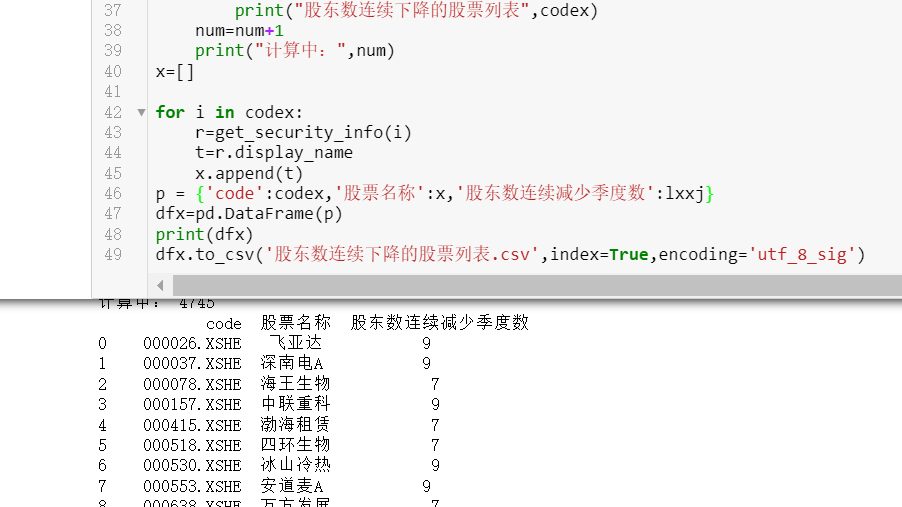 37 print("股东数连续下降的股票列表",codex)
38 num=num+1
39 print("计算中：",num)
40 x=[]
41
42 for i in codex:
43 r=get_security_info(i)
44 t=r.display_name
45 x.append(t)
46 p = {'code':codex,'股票名称':x,'股东数连续减少季度数':lxxj}
47 dfx=pd.DataFrame(p)
48 print(dfx)
49 dfx.to_csv('股东数连续下降的股票列表.csv',index=True,encoding='utf_8_sig')
计算中： 4745
code 股票名称 股东数连续减少季度数
0 000026.XSHE 飞亚达 9
1 000037.XSHE 深南电A 9
2 000078.XSHE 海王生物 7
3 000157.XSHE 中联重科 9
4 000415.XSHE 渤海租赁 7
5 000518.XSHE 四环生物 7
6 000530.XSHE 冰山冷热 9
7 000553.XSHE 安道麦A 9
8 000638.XSHE 万方发展 7